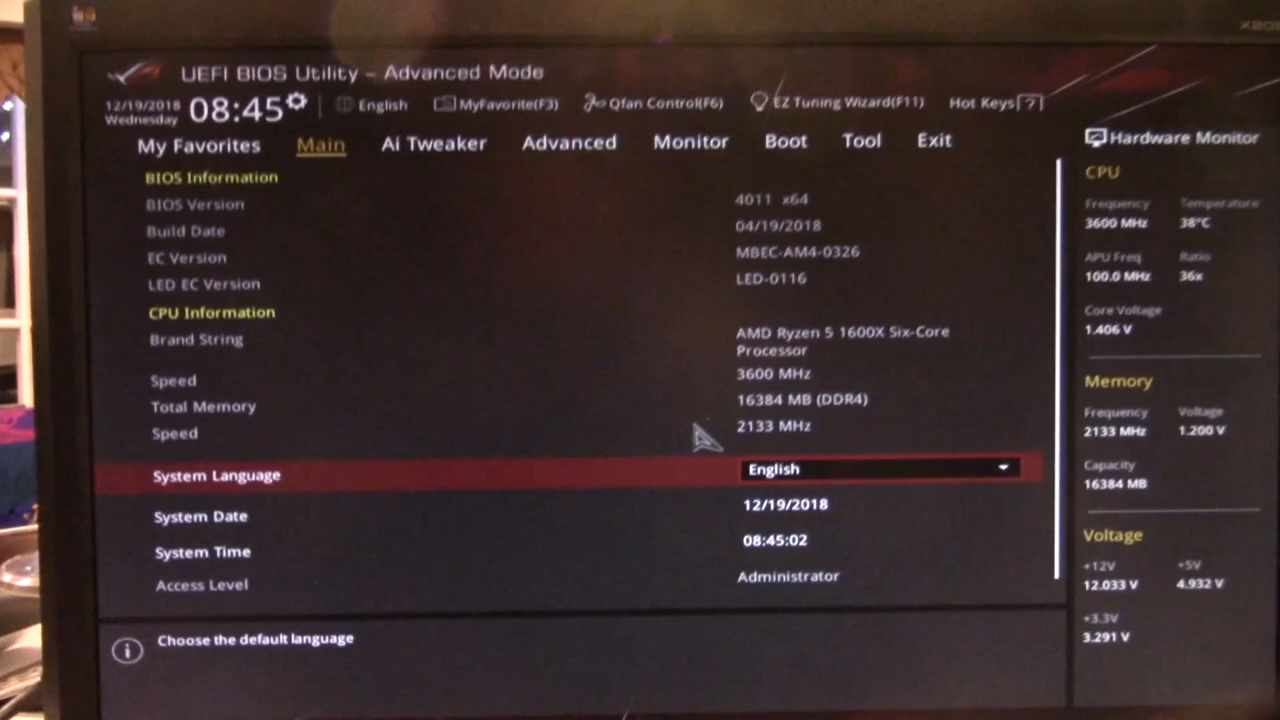 UEFI BIOS Utility – Advanced Mode
12/19/2018
Wednesday
08:45
English
MyFavorite(F3)
Qfan Control(F6)
EZ Tuning Wizard(F11)
Hot Keys ?
My Favorites Main Ai Tweaker Advanced Monitor Boot Tool Exit
BIOS Information
BIOS Version 4011 x64
Build Date 04/19/2018
EC Version MBEC-AM4-0326
LED EC Version LED-0116
CPU Information
Brand String AMD Ryzen 5 1600X Six-Core
Processor
Speed 3600 MHz
Total Memory 16384 MB (DDR4)
Speed 2133 MHz
System Language English
System Date 12/19/2018
System Time 08:45:02
Access Level Administrator
i Choose the default language
Hardware Monitor
CPU
Frequency Temperature
3600 MHz 38°C
APU Freq Ratio
100.0 MHz 36x
Core Voltage
1.406 V
Memory
Frequency Voltage
2133 MHz 1.200 V
Capacity
16384 MB
Voltage
+12V +5V
12.033 V 4.932 V
+3.3V
3.291 V